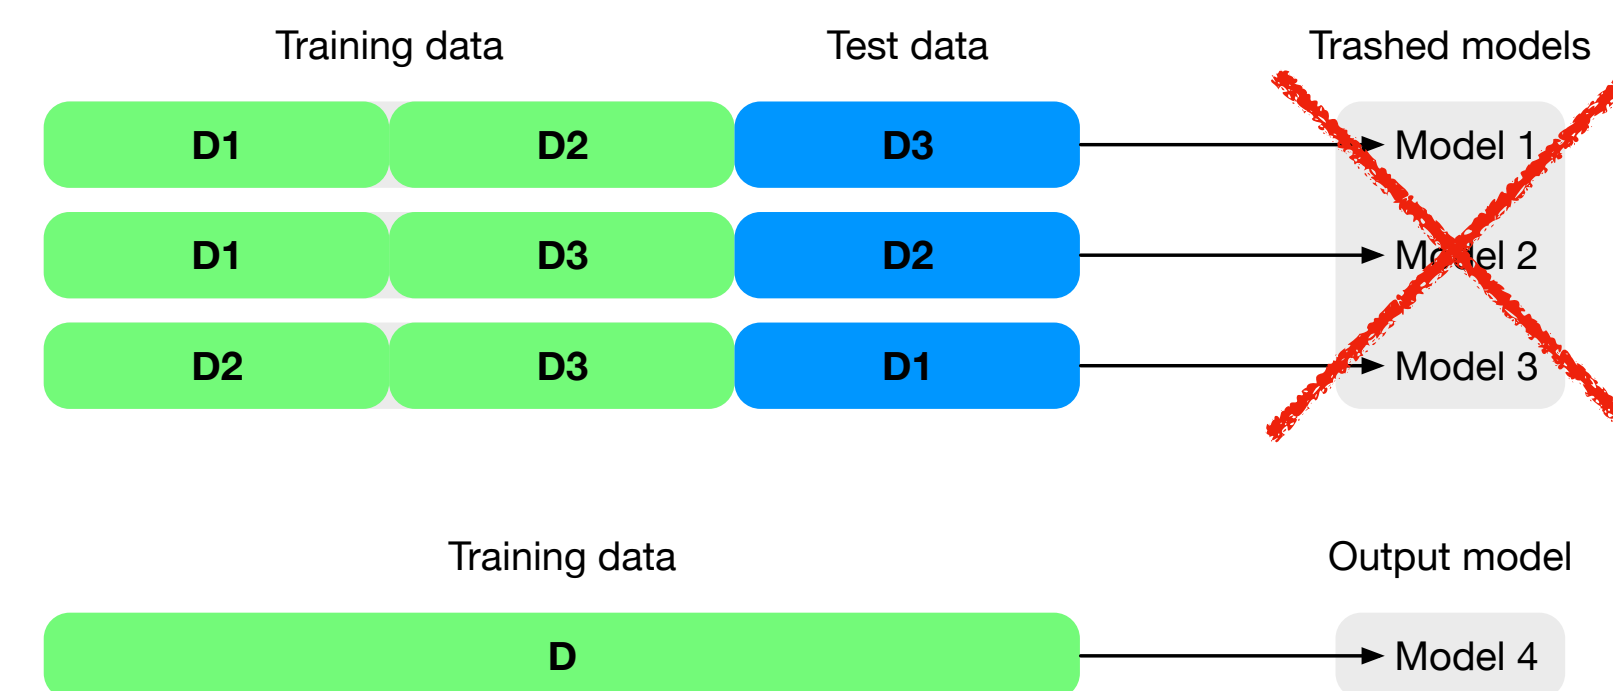 Training data Test data Trashed models
D1 D2 D3 Model 1
D1 D3 D2 Model 2
D2 D3 D1 Model 3
Training data Output model
D Model 4